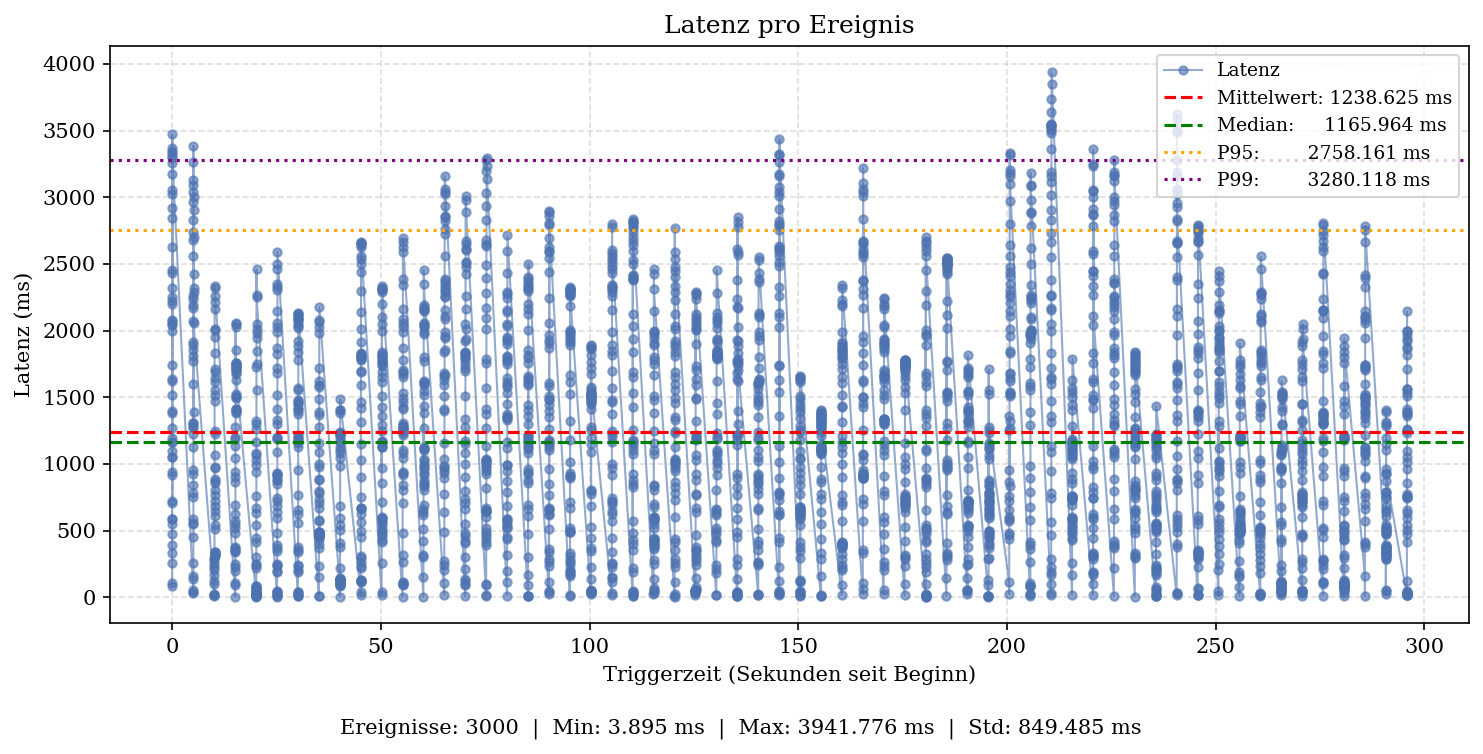 Latenz pro Ereignis
4000
3500
3000
2500
2000
1500
1000
500
0
Latenz (ms)
Latenz
Mittelwert: 1238.625 ms
Median: 1165.964 ms
P95: 2758.161 ms
P99: 3280.118 ms
0 50 100 150 200 250 300
Triggerzeit (Sekunden seit Beginn)
Ereignisse: 3000 | Min: 3.895 ms | Max: 3941.776 ms | Std: 849.485 ms